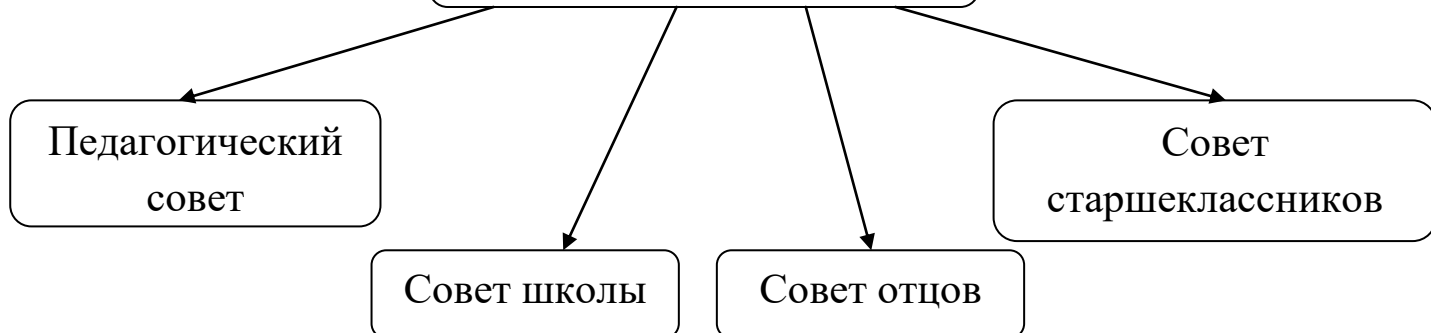 Педагогический
совет
Совет
старшеклассников
Совет школы
Совет отцов